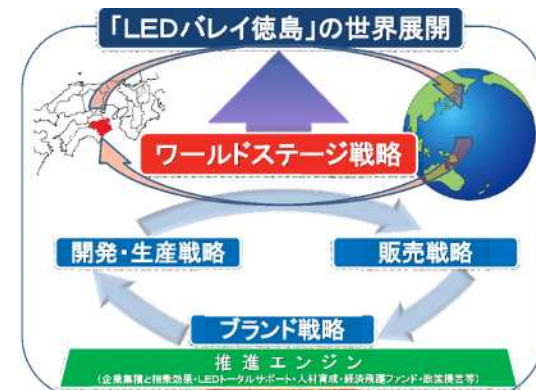 「LEDバレイ徳島」の世界展開
ワールドステージ戦略
開発・生産戦略
販売戦略
ブランド戦略
推進エンジン
(企業集積と相乗効果・LEDトータルサポート・人材育成・経済飛躍ファンド・政策提言等)